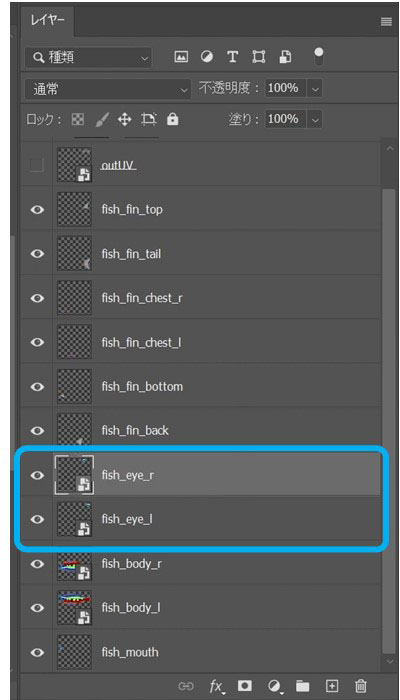 レイヤー
種類
通常
不透明度： 100%
ロック： 塗り： 100%
outUV
fish_fin_top
fish_fin_tail
fish_fin_chest_r
fish_fin_chest_l
fish_fin_bottom
fish_fin_back
fish_eye_r
fish_eye_l
fish_body_r
fish_body_l
fish_mouth
fx